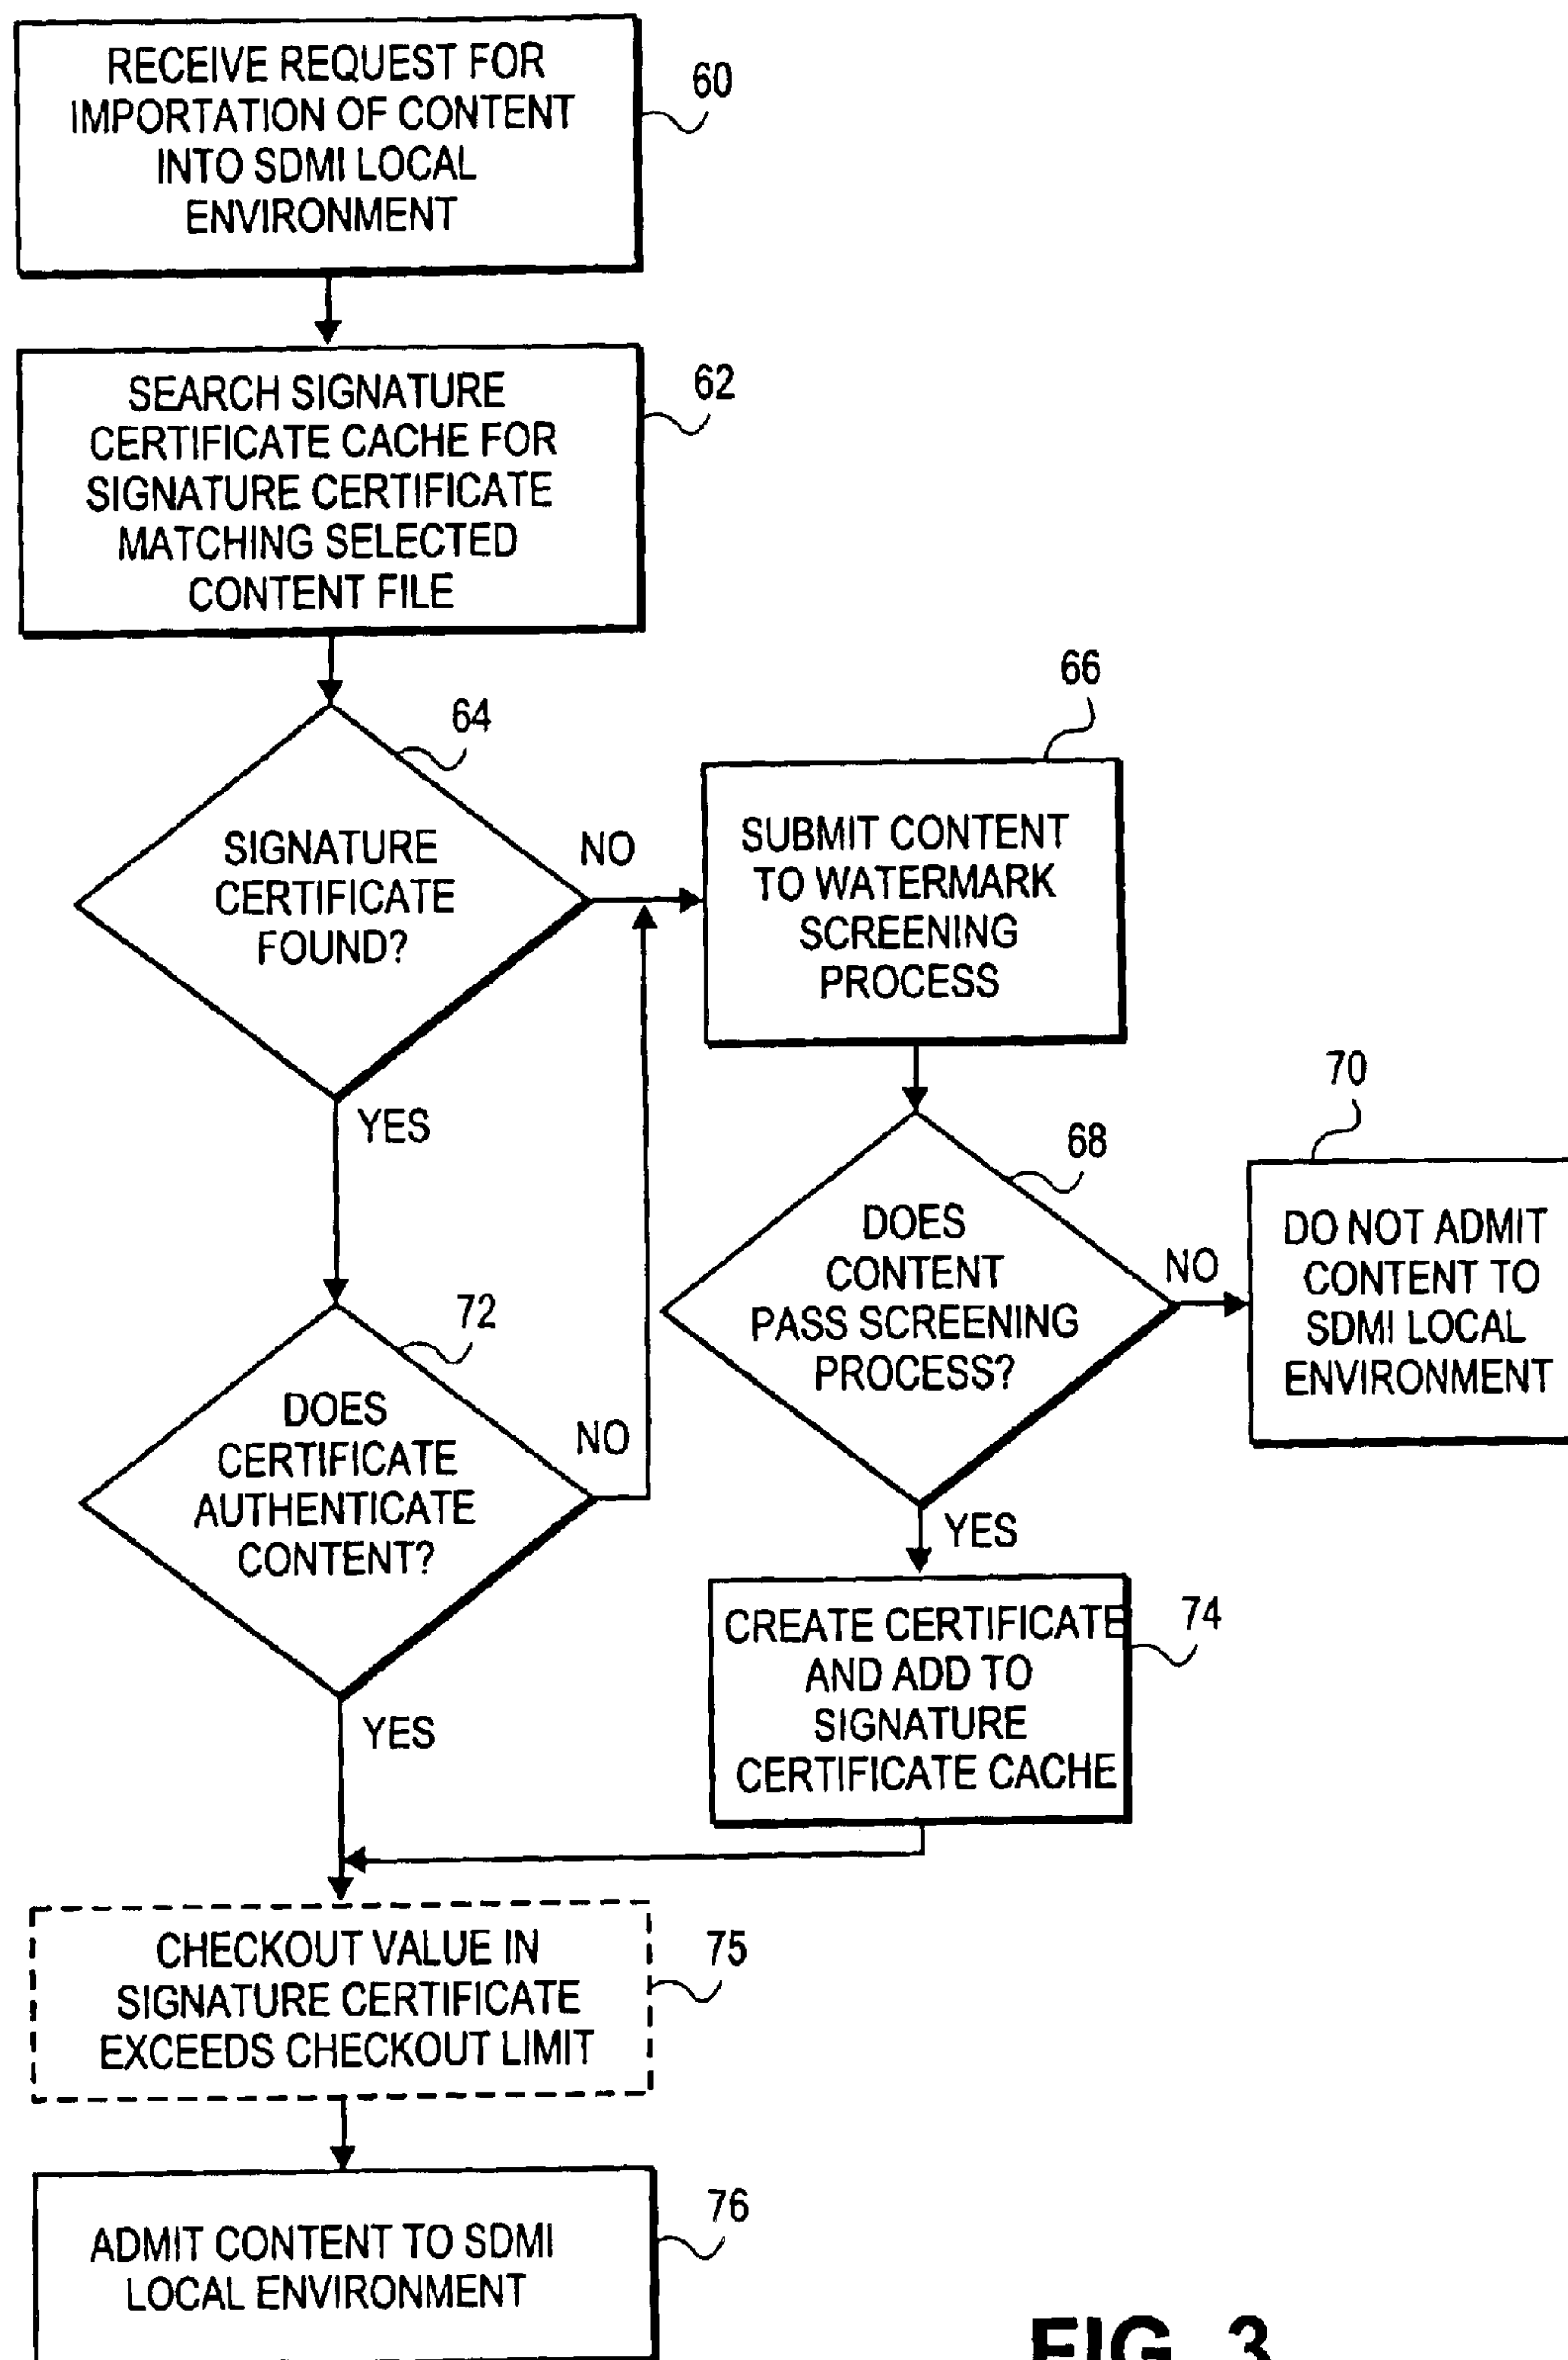 RECEIVE REQUEST FOR
IMPORTATION OF CONTENT
INTO SDMI LOCAL
ENVIRONMENT
60
SEARCH SIGNATURE
CERTIFICATE CACHE FOR
SIGNATURE CERTIFICATE
MATCHING SELECTED
CONTENT FILE
62
64
SIGNATURE
CERTIFICATE
FOUND?
NO
YES
66
SUBMIT CONTENT
TO WATERMARK
SCREENING
PROCESS
68
DOES
CONTENT
PASS SCREENING
PROCESS?
NO
YES
70
DO NOT ADMIT
CONTENT TO
SDMI LOCAL
ENVIRONMENT
72
DOES
CERTIFICATE
AUTHENTICATE
CONTENT?
NO
YES
CREATE CERTIFICATE
AND ADD TO
SIGNATURE
CERTIFICATE CACHE
74
CHECKOUT VALUE IN
SIGNATURE CERTIFICATE
EXCEEDS CHECKOUT LIMIT
75
ADMIT CONTENT TO SDMI
LOCAL ENVIRONMENT
76
FIG. 3